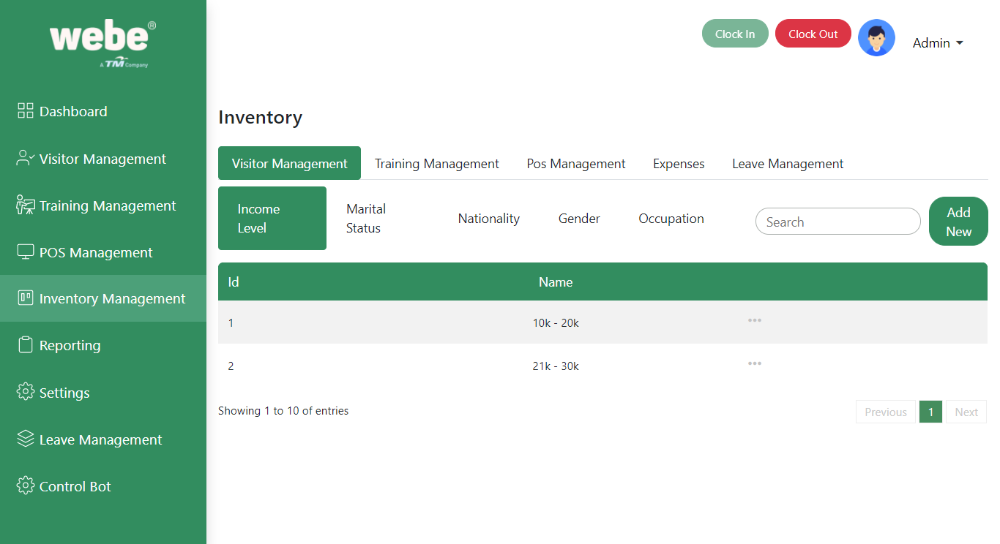 webe®
A TM Company
Clock In
Clock Out
Admin
Dashboard
Visitor Management
Training Management
POS Management
Inventory Management
Reporting
Settings
Leave Management
Control Bot
Inventory
Visitor Management
Training Management
Pos Management
Expenses
Leave Management
Income
Level
Marital
Status
Nationality
Gender
Occupation
Search
Add
New
Id
Name
1
10k - 20k
2
21k - 30k
Showing 1 to 10 of entries
Previous
1
Next